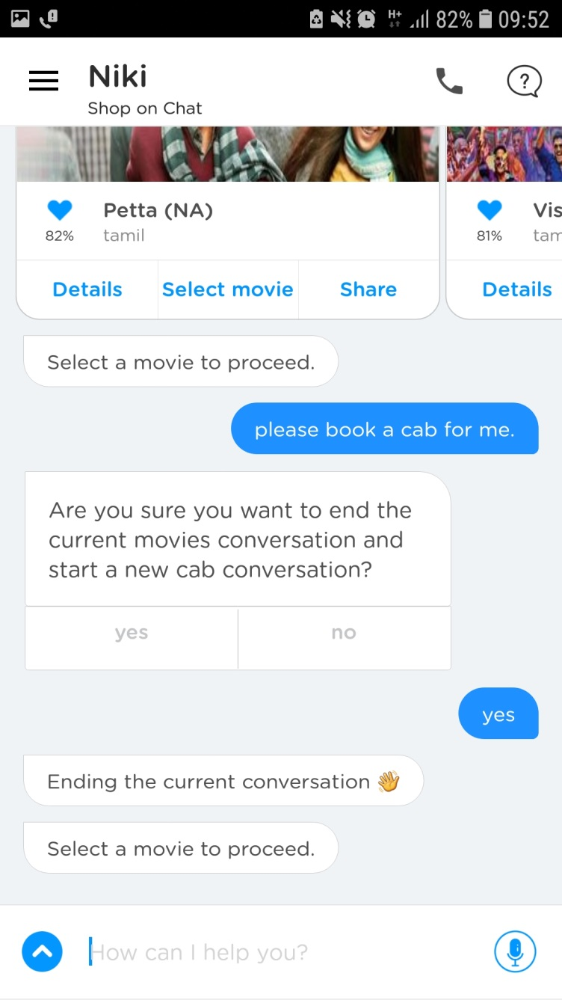 H+ 82% 09:52
Niki
Shop on Chat
?
82%
Petta (NA)
tamil
81%
Vis
tam
Details
Select movie
Share
Details
Select a movie to proceed.
please book a cab for me.
Are you sure you want to end the
current movies conversation and
start a new cab conversation?
yes
no
yes
Ending the current conversation 👋
Select a movie to proceed.
How can I help you?